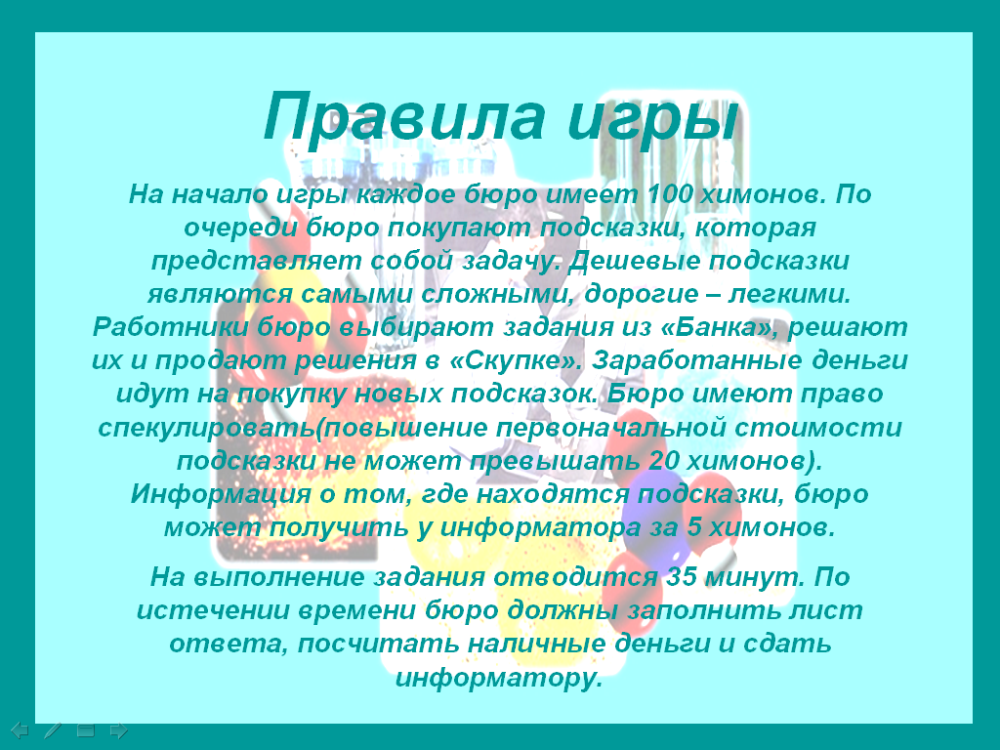 Правила игры
На начало игры каждое бюро имеет 100 химонов. По
очереди бюро покупают подсказки, которая
представляет собой задачу. Дешевые подсказки
являются самыми сложными, дорогие – легкими.
Работники бюро выбирают задания из «Банка», решают
их и продают решения в «Скупке». Заработанные деньги
идут на покупку новых подсказок. Бюро имеют право
спекулировать(повышение первоначальной стоимости
подсказки не может превышать 20 химонов).
Информация о том, где находятся подсказки, бюро
может получить у информатора за 5 химонов.
На выполнение задания отводится 35 минут. По
истечении времени бюро должны заполнить лист
ответа, посчитать наличные деньги и сдать
информатору.